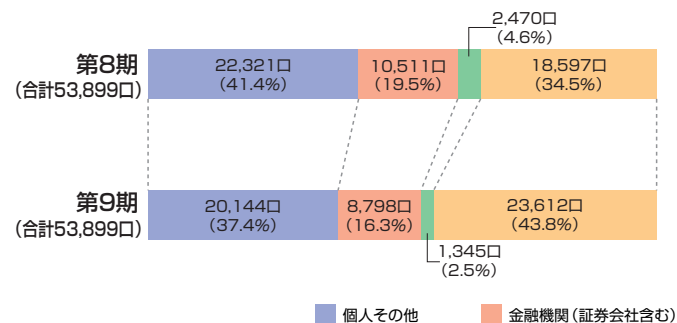 2,470口
(4.6%)
第8期
(合計53,899口)
22,321口
(41.4%)
10,511口
(19.5%)
18,597口
(34.5%)
第9期
(合計53,899口)
20,144口
(37.4%)
8,798口
(16.3%)
23,612口
(43.8%)
1,345口
(2.5%)
個人その他
金融機関(証券会社含む)